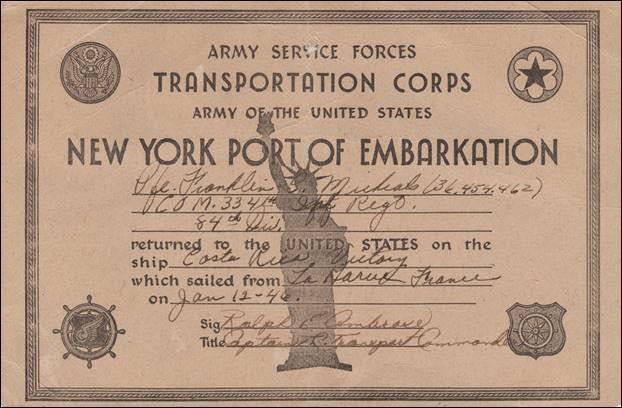 ARMY SERVICE FORCES
TRANSPORTATION CORPS
ARMY OF THE UNITED STATES
NEW YORK PORT OF EMBARKATION
Pfc. Franklin S. Micheals (36,454,462)
CO M. 334th Inf Regt.
84th Div.
returned to the UNITED STATES on the
ship Costa Rica Victory
which sailed from La Havre France
on Jan 12-46.
Sig Ralph E Ambrose
Title Captain Transport Commander